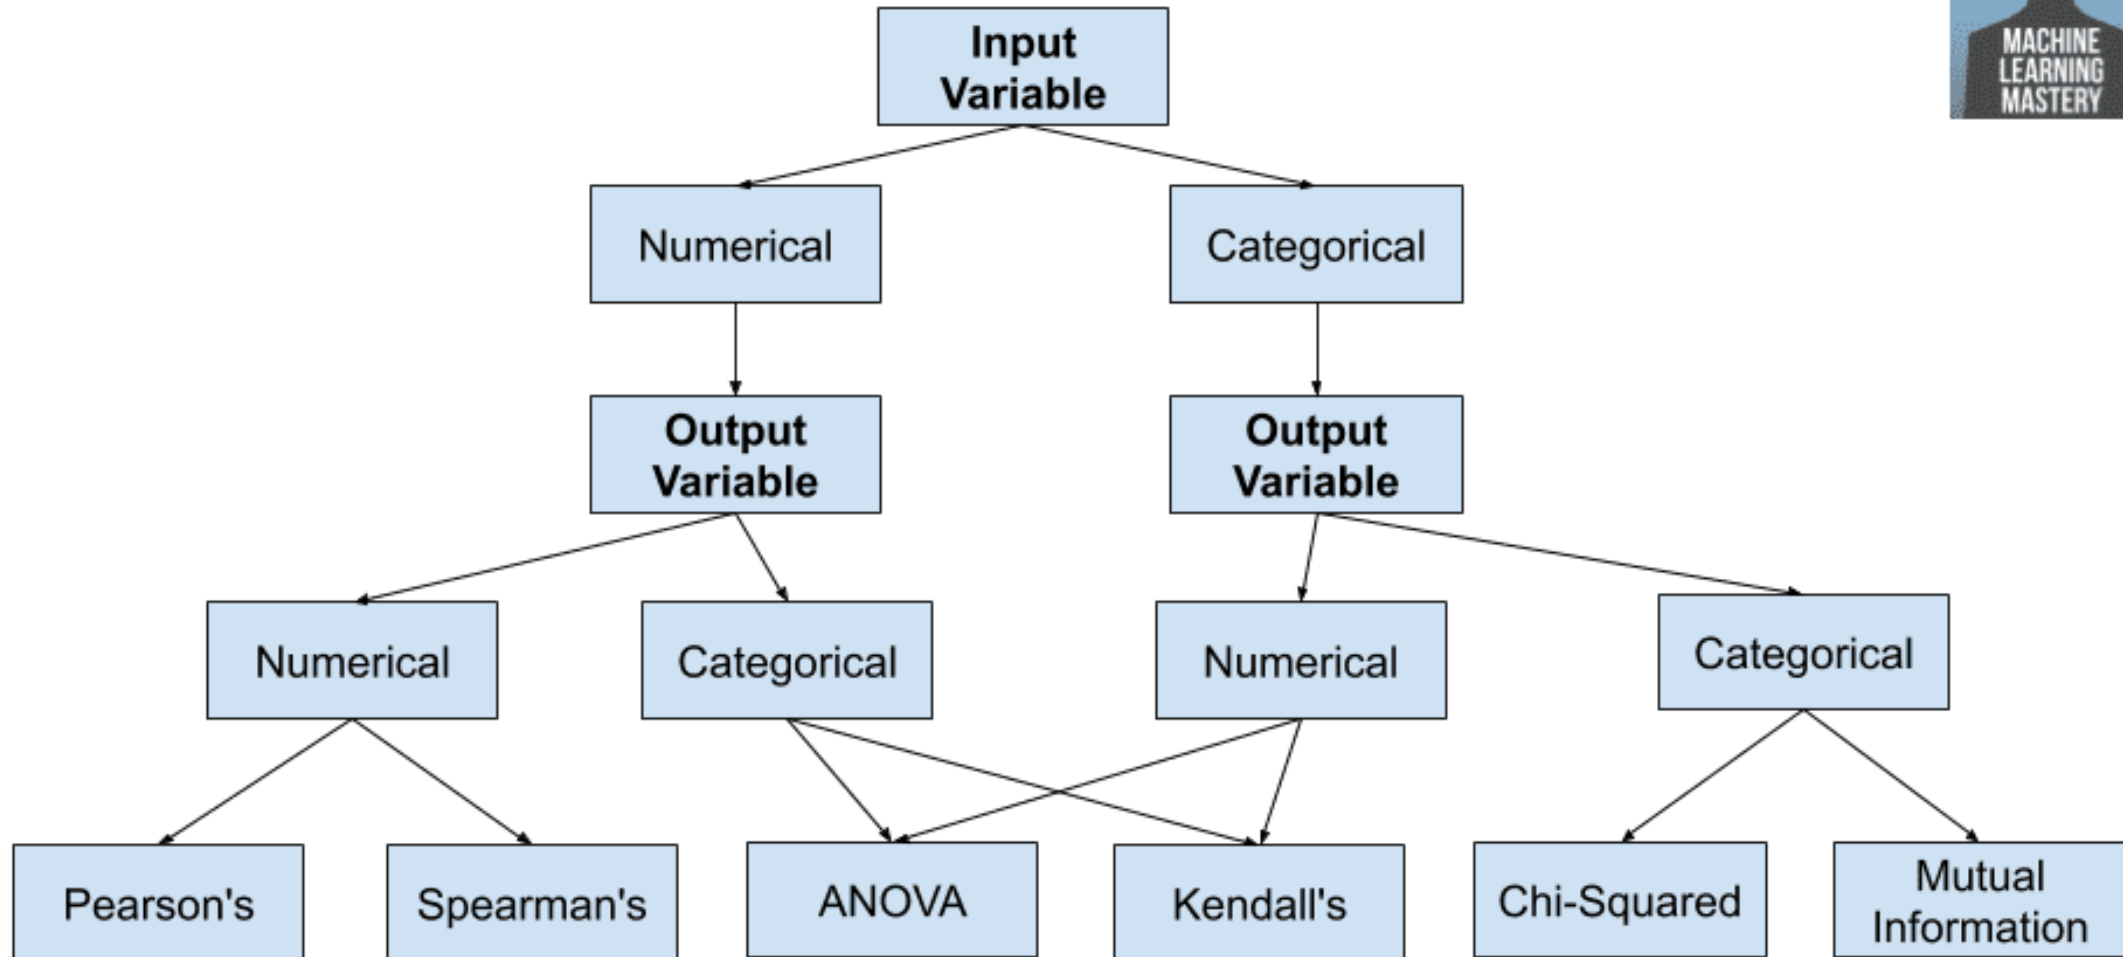 Input
Variable
MACHINE
LEARNING
MASTERY
Numerical
Categorical
Output
Variable
Output
Variable
Numerical
Categorical
Numerical
Categorical
Pearson's
Spearman's
ANOVA
Kendall's
Chi-Squared
Mutual
Information